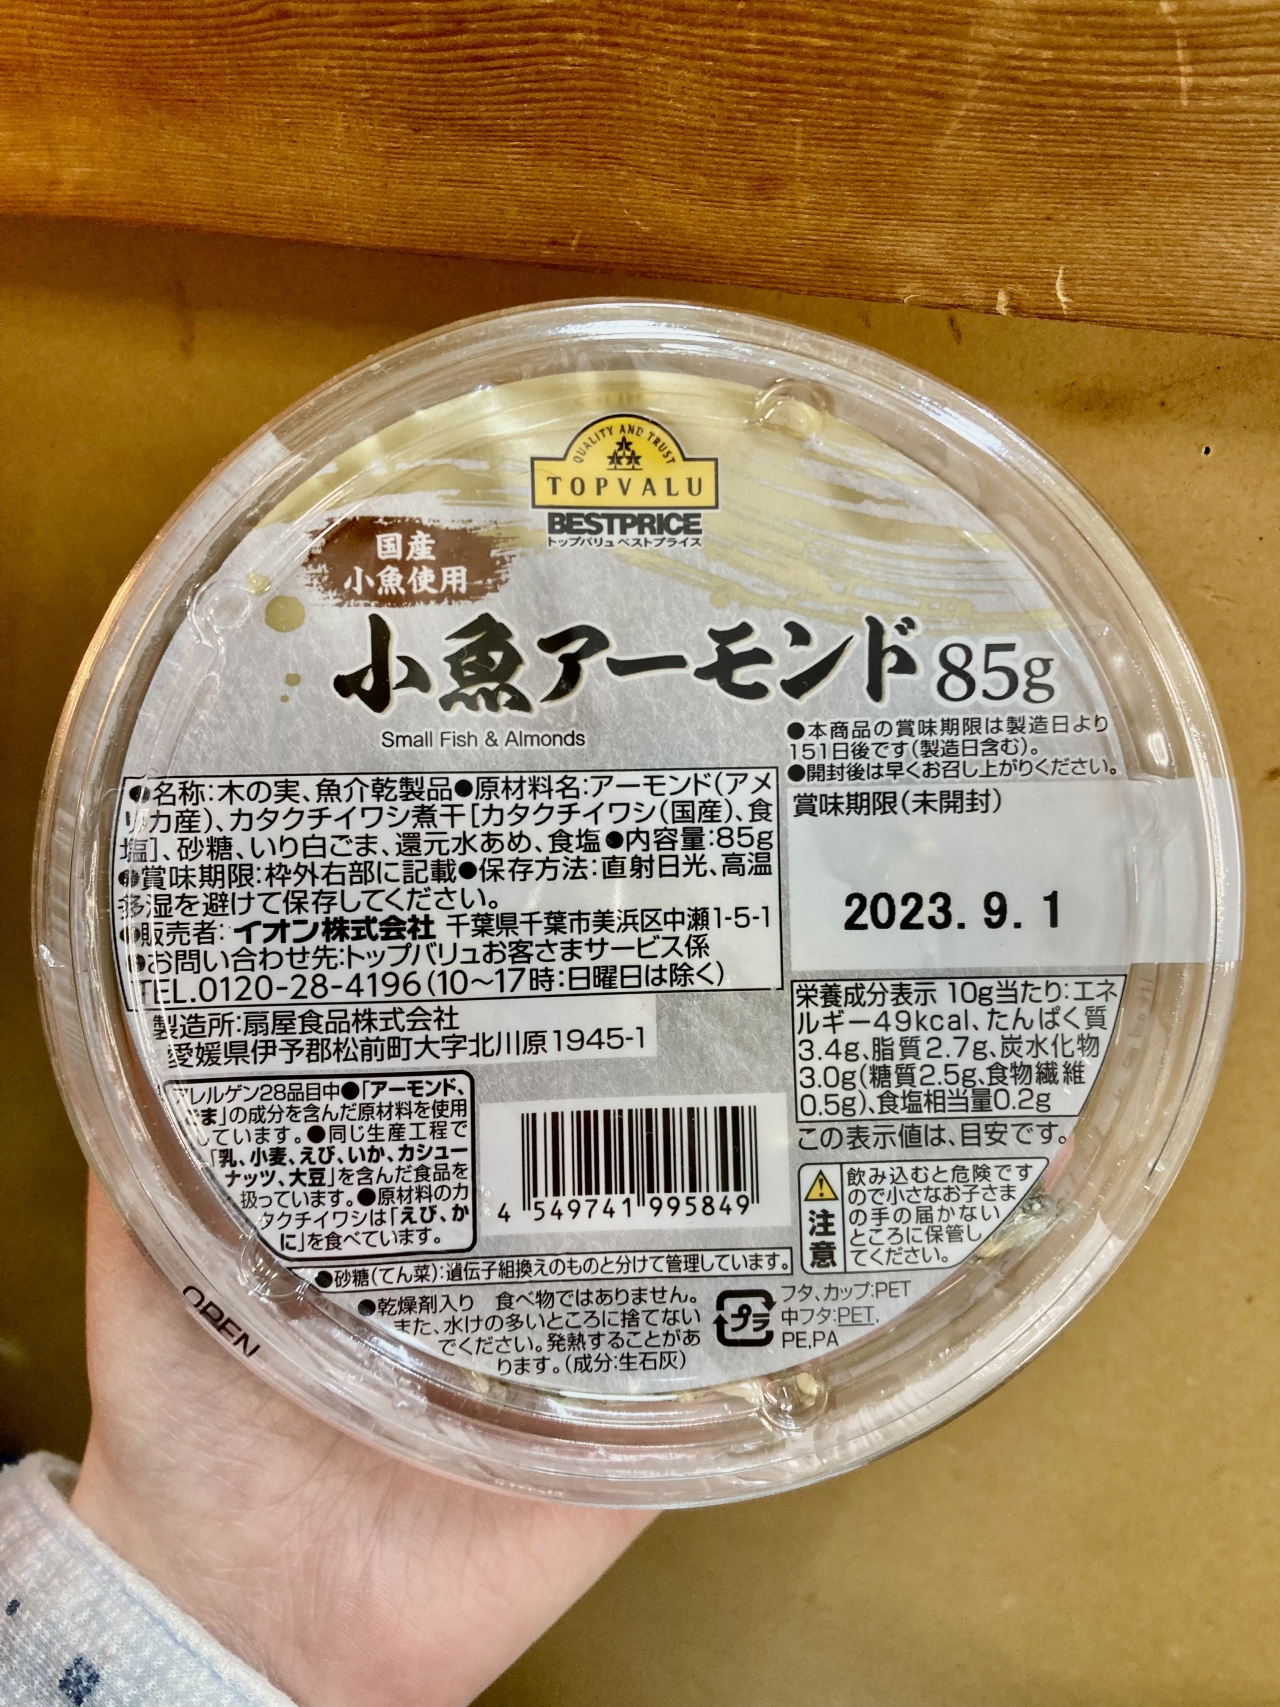 QUALITY AND TRUST
TOPVALU
BESTPRICE
トップバリュベストプライス
国産
小魚使用
小魚アーモンド 85g
Small Fish & Almonds
●本商品の賞味期限は製造日より
151日後です(製造日含む)。
●開封後は早くお召し上がりください。
●名称:木の実、魚介乾製品●原材料名:アーモンド(アメ
リカ産)、カタクチイワシ煮干[カタクチイワシ(国産)、食
塩]、砂糖、いり白ごま、還元水あめ、食塩●内容量:85g
●賞味期限:枠外右部に記載●保存方法:直射日光、高温
多湿を避けて保存してください。
●販売者:イオン株式会社 千葉県千葉市美浜区中瀬1-5-1
●お問い合わせ先:トップバリュお客さまサービス係
TEL.0120-28-4196(10〜17時:日曜日は除く)
賞味期限(未開封)
2023.9.1
製造所:扇屋食品株式会社
愛媛県伊予郡松前町大字北川原1945-1
栄養成分表示 10g当たり:エネ
ルギー49kcal、たんぱく質
3.4g、脂質2.7g、炭水化物
3.0g(糖質2.5g、食物繊維
0.5g)、食塩相当量0.2g
この表示値は、目安です。
アレルゲン28品目中●「アーモンド、
ごま」の成分を含んだ原材料を使用
しています。●同じ生産工程で
「乳、小麦、えび、いか、カシュー
ナッツ、大豆」を含んだ食品を
扱っています。●原材料のカ
タクチイワシは「えび、か
に」を食べています。
4 549741 995849
注意
飲み込むと危険です
ので小さなお子さま
の手の届かない
ところに保管し
てください。
●砂糖(てん菜):遺伝子組換えのものと分けて管理しています。
●乾燥剤入り 食べ物ではありません。
また、水けの多いところに捨てない
でください。発熱することがあ
ります。(成分:生石灰)
プラ
フタ、カップ:PET
中フタ:PET,
PE,PA
OPEN